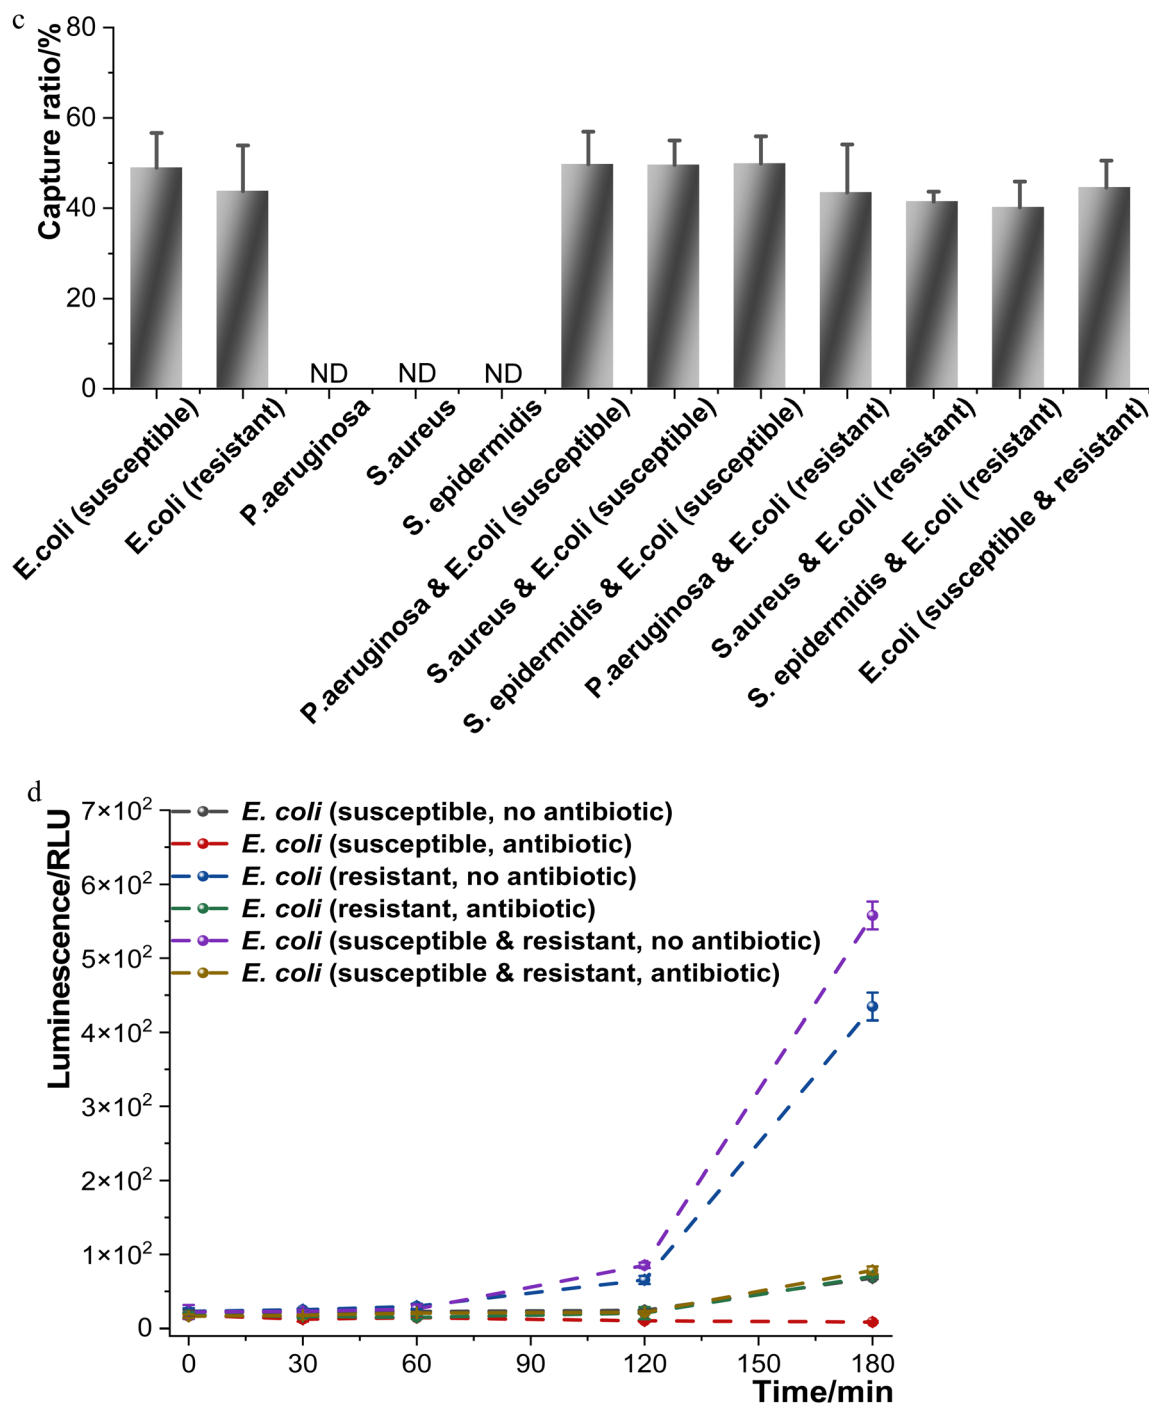 c
Capture ratio/%
80
60
40
20
0
ND
ND
ND
E.coli (susceptible)
E.coli (resistant)
P.aeruginosa
S.aureus
S. epidermidis
P.aeruginosa & E.coli (susceptible)
S.aureus & E.coli (susceptible)
S. epidermidis & E.coli (susceptible)
P.aeruginosa & E.coli (resistant)
S.aureus & E.coli (resistant)
S. epidermidis & E.coli (resistant)
E.coli (susceptible & resistant)
d
Luminescence/RLU
7×10²
6×10²
5×10²
4×10²
3×10²
2×10²
1×10²
0
E. coli (susceptible, no antibiotic)
E. coli (susceptible, antibiotic)
E. coli (resistant, no antibiotic)
E. coli (resistant, antibiotic)
E. coli (susceptible & resistant, no antibiotic)
E. coli (susceptible & resistant, antibiotic)
0 30 60 90 120 150 180
Time/min